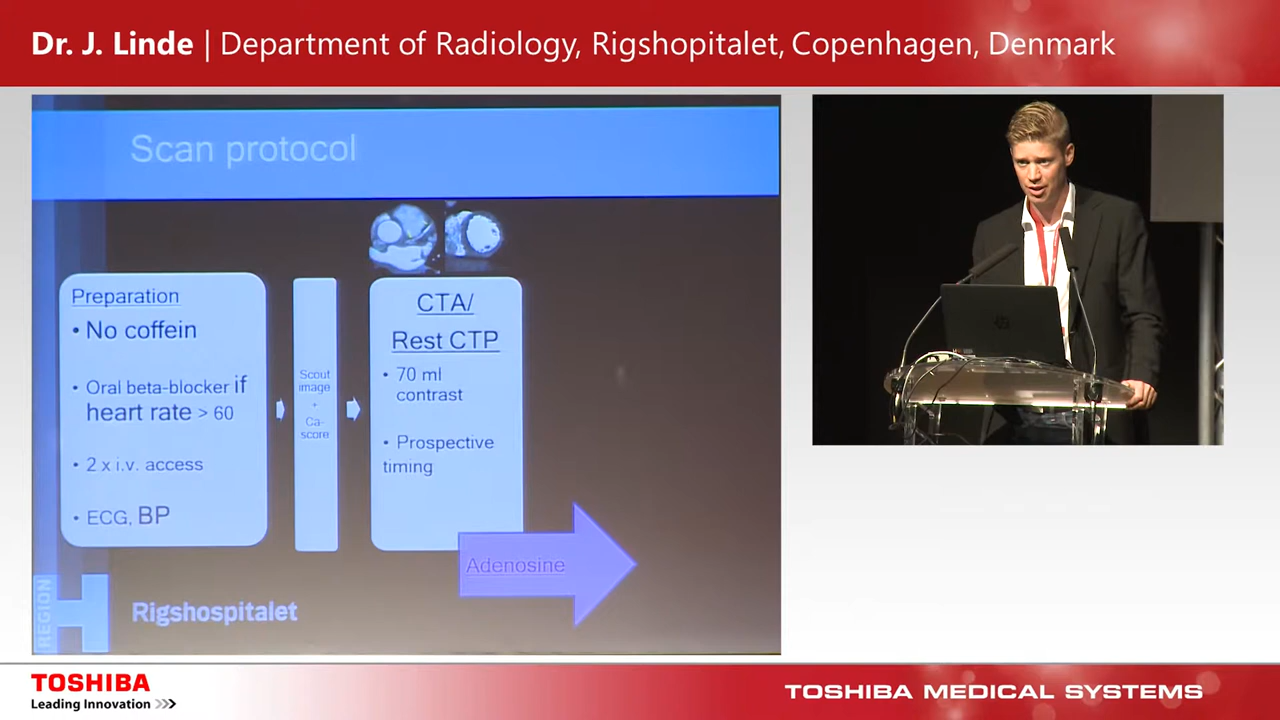 Dr. J. Linde | Department of Radiology, Rigshopitalet, Copenhagen, Denmark
Scan protocol
Preparation
• No coffein
• Oral beta-blocker if
heart rate > 60
• 2 x i.v. access
• ECG, BP
Scout
image
+
Ca-
score
CTA/
Rest CTP
• 70 ml
contrast
• Prospective
timing
Adenosine
REGION
Rigshospitalet
TOSHIBA
Leading Innovation >>>
TOSHIBA MEDICAL SYSTEMS